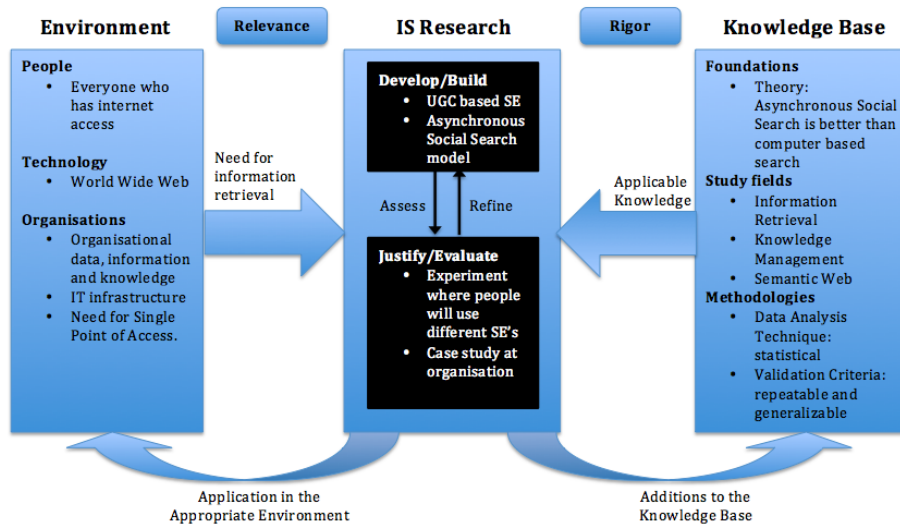 Environment
Relevance
IS Research
Rigor
Knowledge Base
People
• Everyone who
has internet
access
Technology
• World Wide Web
Organisations
• Organisational
data, information
and knowledge
• IT infrastructure
• Need for Single
Point of Access.
Need for
information
retrieval
Develop/Build
• UGC based SE
• Asynchronous
Social Search
model
Assess
Refine
Justify/Evaluate
• Experiment
where people
will use
different SE's
• Case study at
organisation
Applicable
Knowledge
Foundations
• Theory:
Asynchronous Social
Search is better than
computer based
search
Study fields
• Information
Retrieval
• Knowledge
Management
• Semantic Web
Methodologies
• Data Analysis
Technique:
statistical
• Validation Criteria:
repeatable and
generalizable
Application in the
Appropriate Environment
Additions to the
Knowledge Base